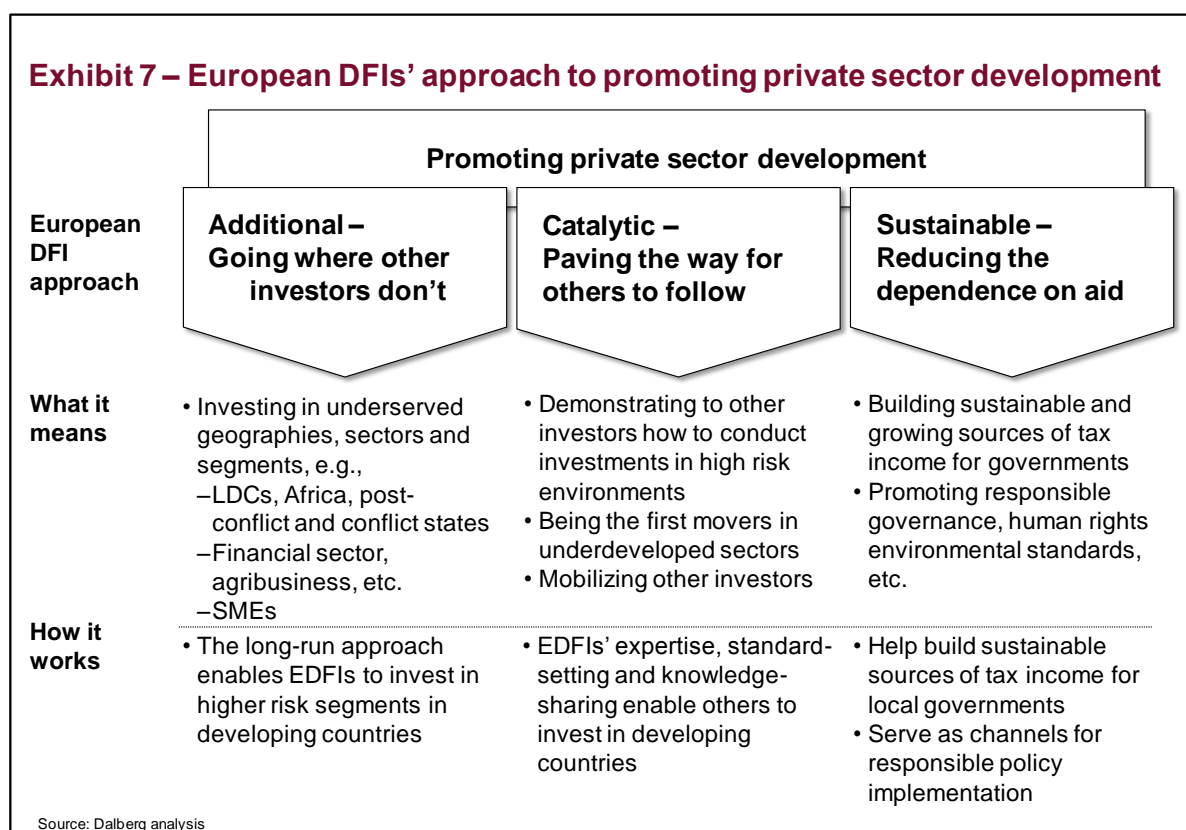 Exhibit 7 – European DFIs’ approach to promoting private sector development
Promoting private sector development
European
DFI
approach
Additional –
Going where other
investors don’t
Catalytic –
Paving the way for
others to follow
Sustainable –
Reducing the
dependence on aid
What it
means
• Investing in underserved
geographies, sectors and
segments, e.g.,
–LDCs, Africa, post-
conflict and conflict states
–Financial sector,
agribusiness, etc.
–SMEs
• Demonstrating to other
investors how to conduct
investments in high risk
environments
• Being the first movers in
underdeveloped sectors
• Mobilizing other investors
• Building sustainable and
growing sources of tax
income for governments
• Promoting responsible
governance, human rights
environmental standards,
etc.
How it
works
• The long-run approach
enables EDFIs to invest in
higher risk segments in
developing countries
• EDFIs’ expertise, standard-
setting and knowledge-
sharing enable others to
invest in developing
countries
• Help build sustainable
sources of tax income for
local governments
• Serve as channels for
responsible policy
implementation
Source: Dalberg analysis